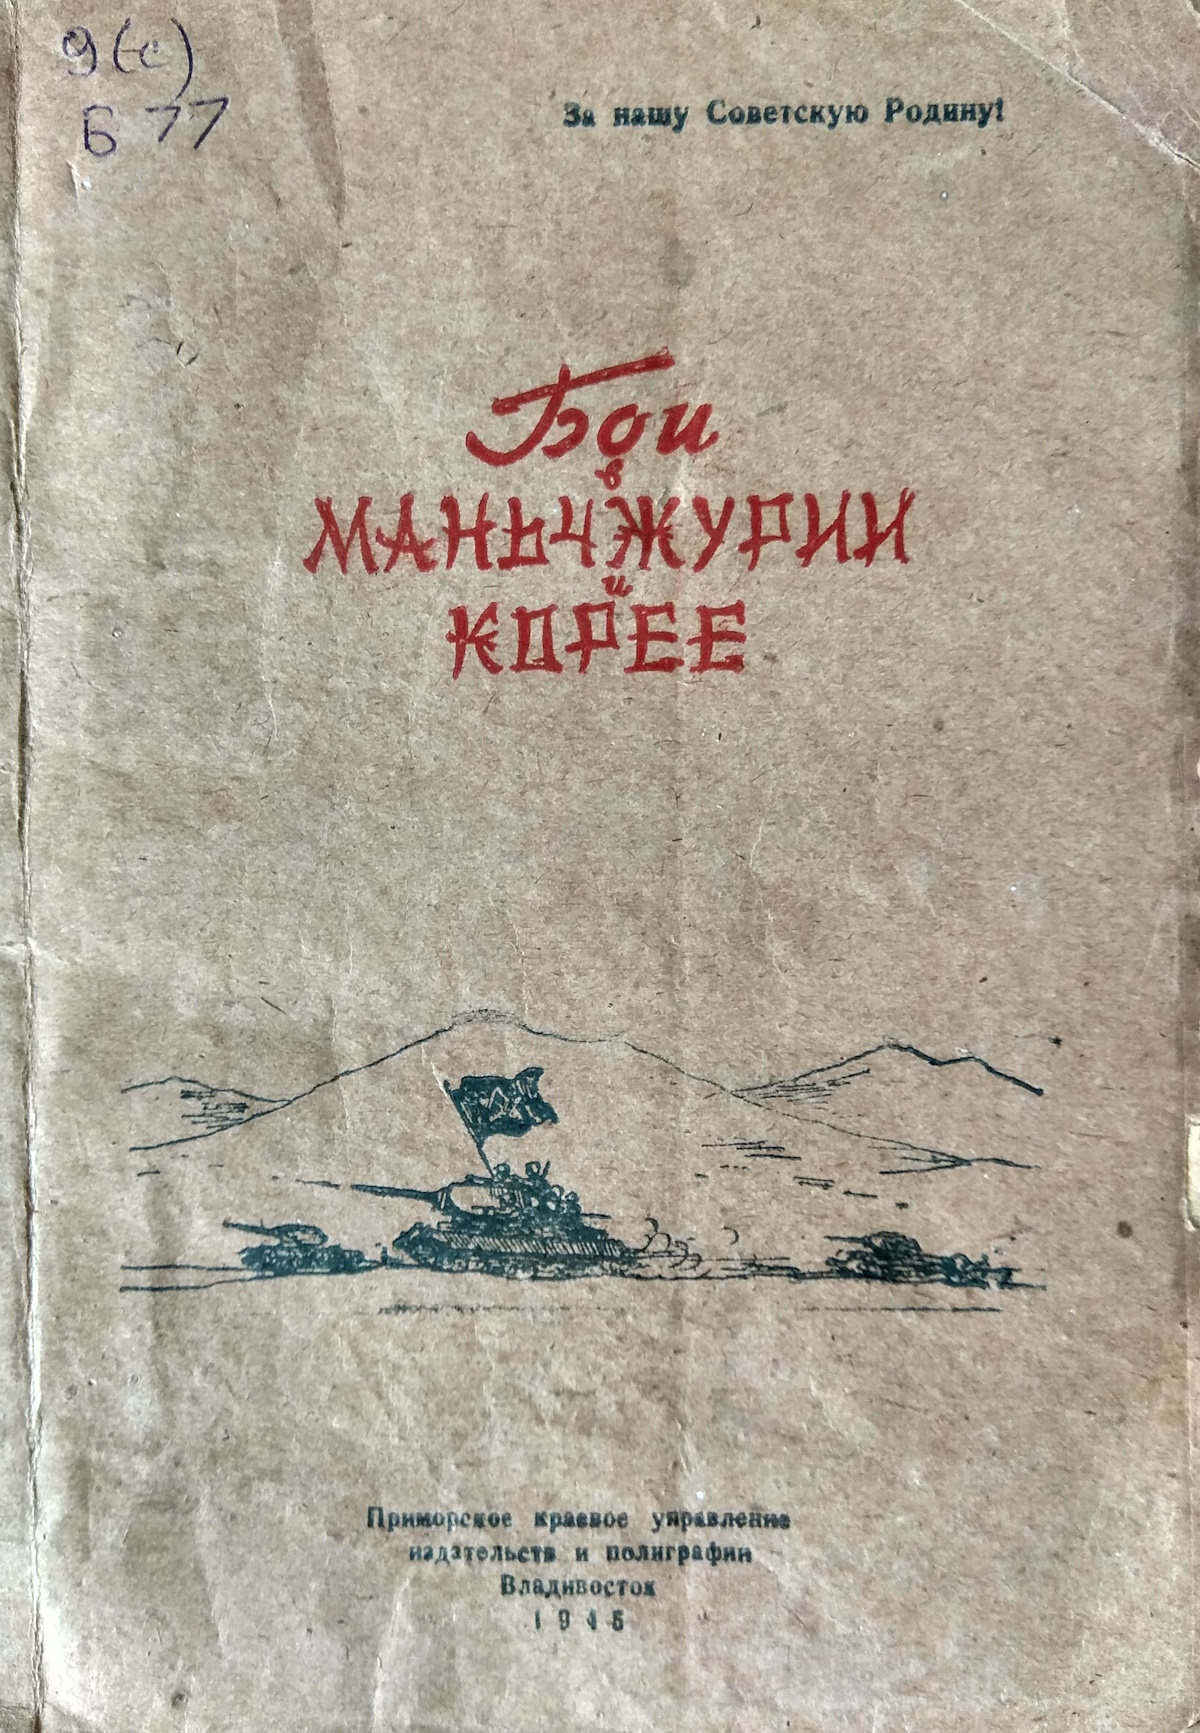 9(с)
Б 77
За нашу Советскую Родину!
Бои
в
МАНЬЧЖУРИИ
и
КОРЕЕ
Приморское краевое управление
издательств и полиграфии
Владивосток
1945